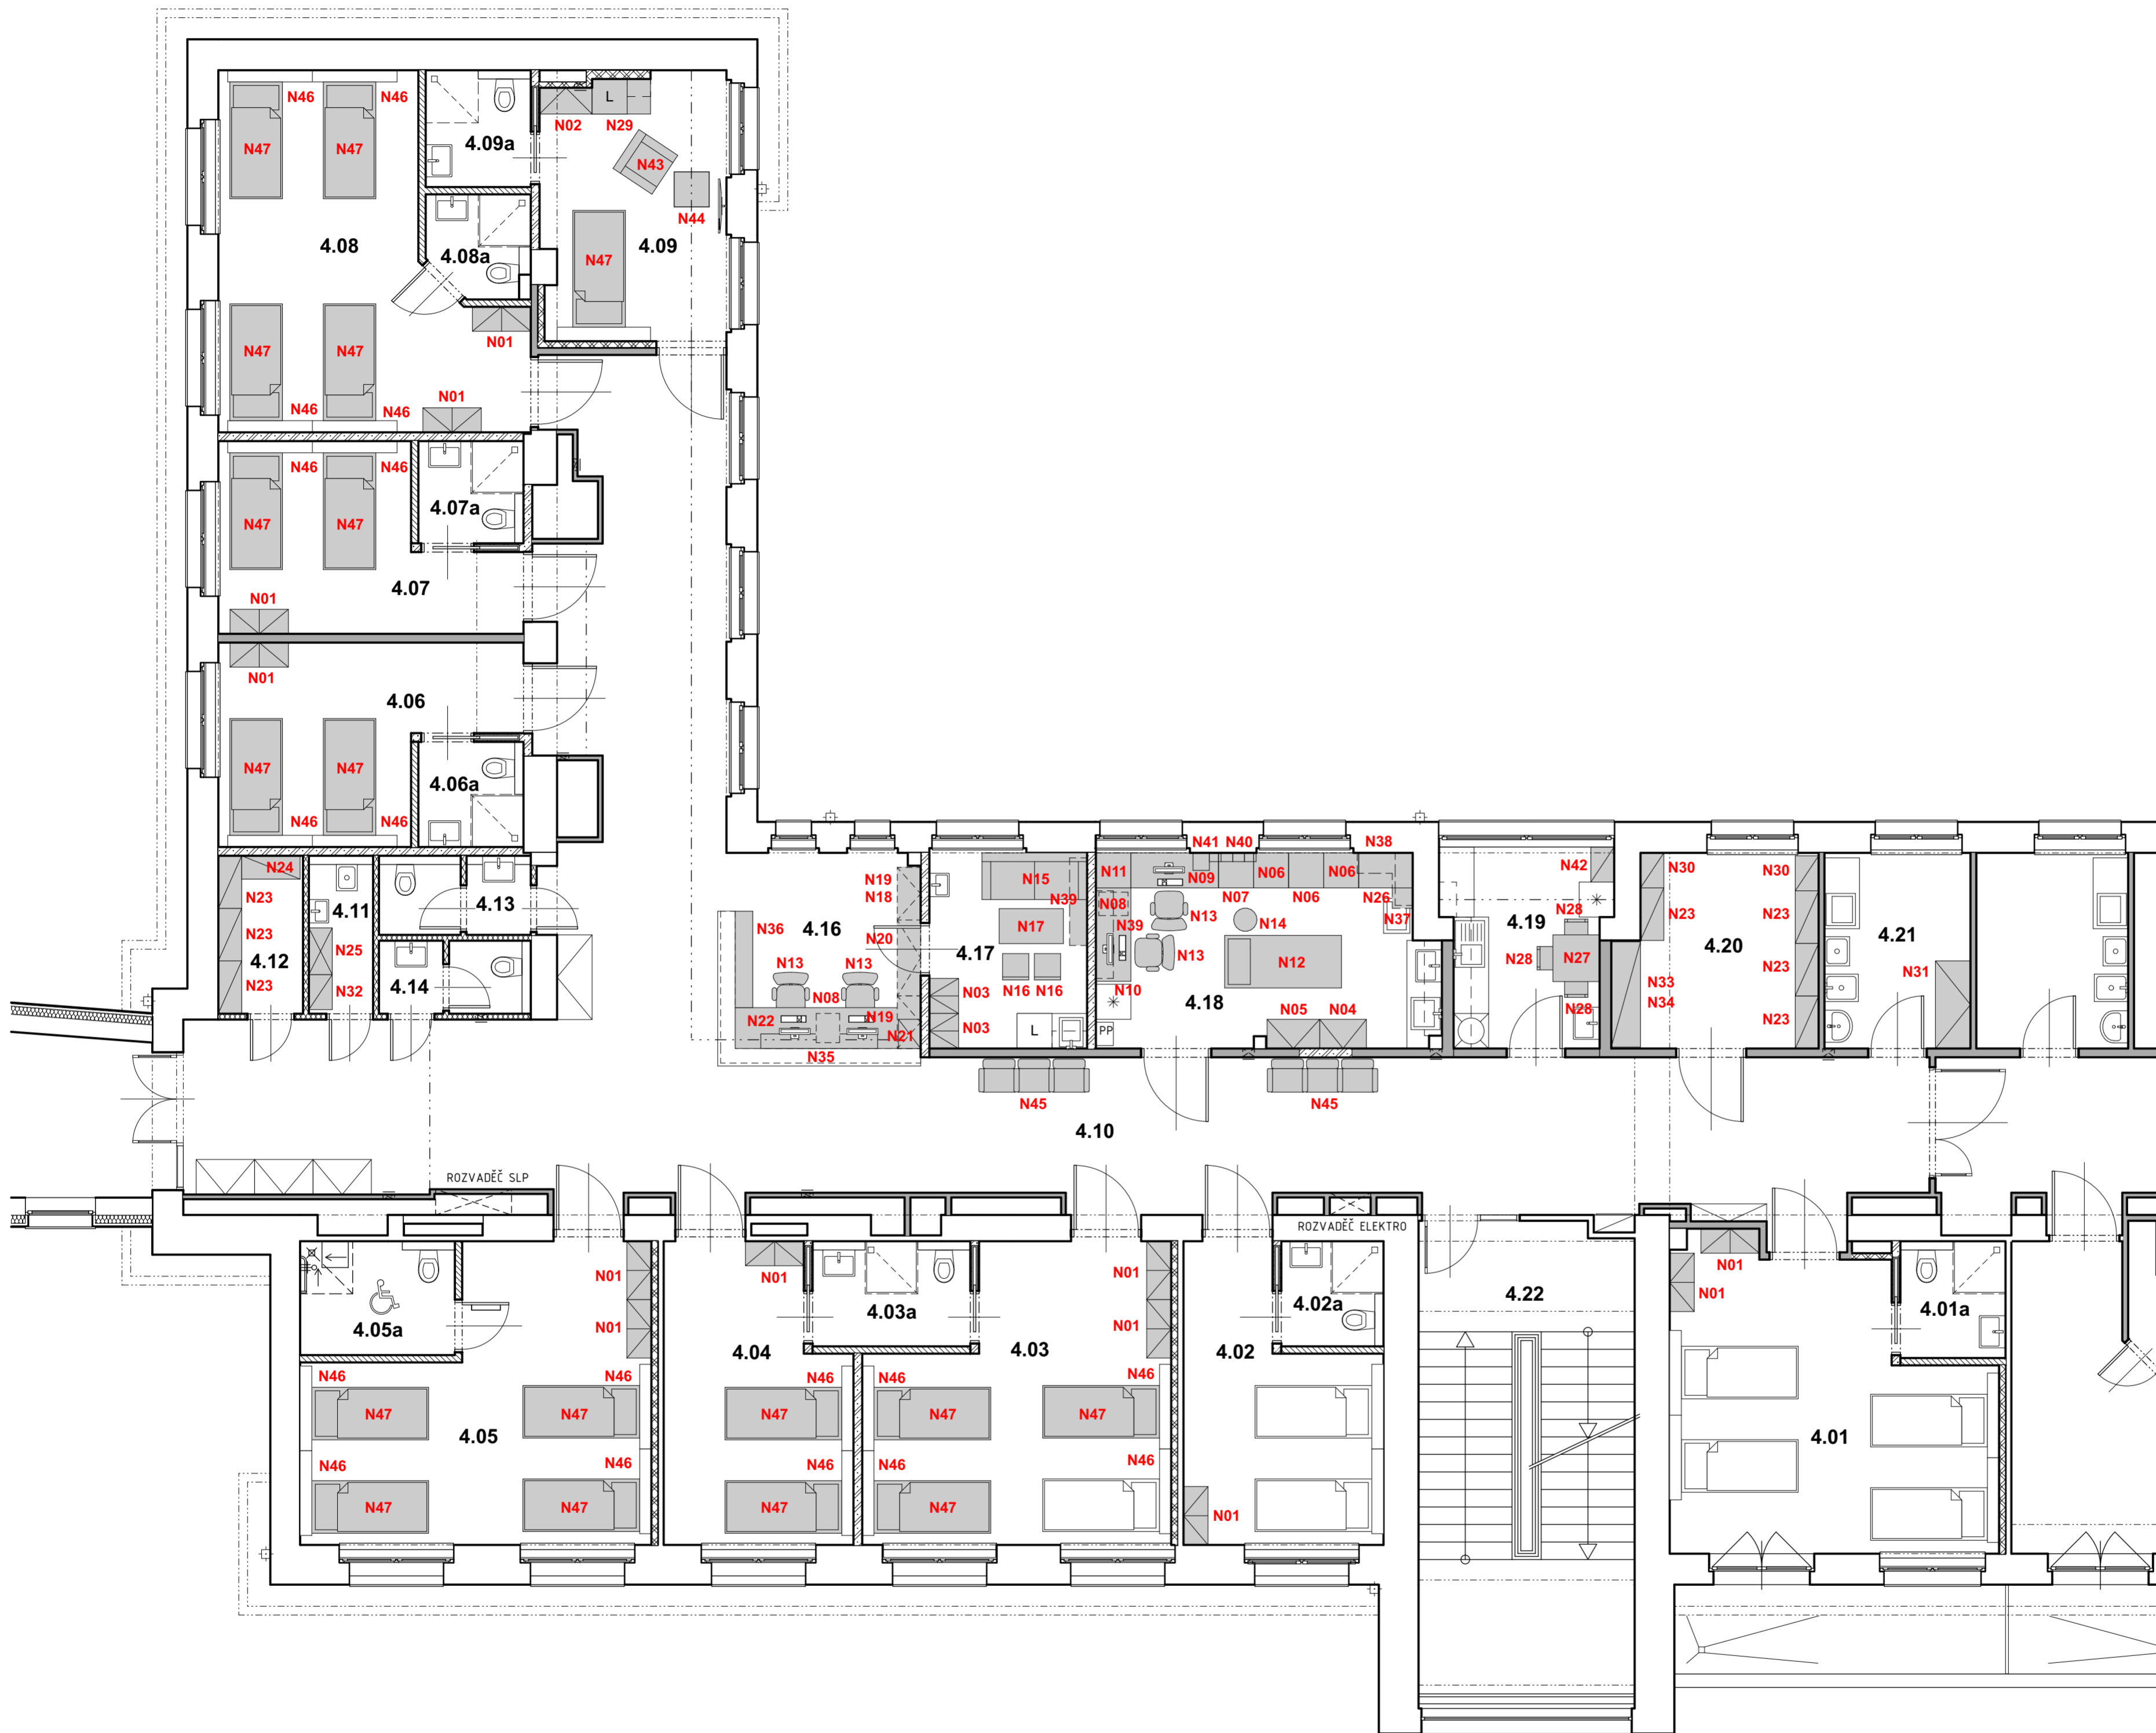 N46 N46
N47 N47
4.08
N47 N47
N46 N46
N01
N01
4.09a
4.08a
L
N02 N29
N43
N44
4.09
N47
N46 N46
N47 N47
4.07a
4.07
N01
N01
4.06
N47 N47
4.06a
N46 N46
N24
N23
N23
4.12
N23
4.11
N25
N32
4.13
4.14
N19
N18
N36
4.16
N20
N13 N13
N08
N22
N19
N21
N35
N15
N39
N17
4.17
N16 N16
N03
N03
L
N45
N41 N40
N38
N11
N09
N06
N06
N07
N06
N26
N08
N37
N13
N14
N39
N13
N12
N10
4.18
N05 N04
PP
N45
N42
N28
4.19
N28
N27
N28
N30
N30
N23
N23
4.20
N33
N34
N23
N23
4.21
N31
4.10
ROZVADĚČ SLP
ROZVADĚČ ELEKTRO
4.05a
N01
N01
N46
N46
N47 N47
4.05
N46
N46
N47 N47
N01
4.04
N46
N47
N46
N47
4.03a
N01
N01
4.03
N46
N46
N47 N47
N46
N46
N47
4.02a
4.02
N01
4.22
N01
N01
4.01a
4.01